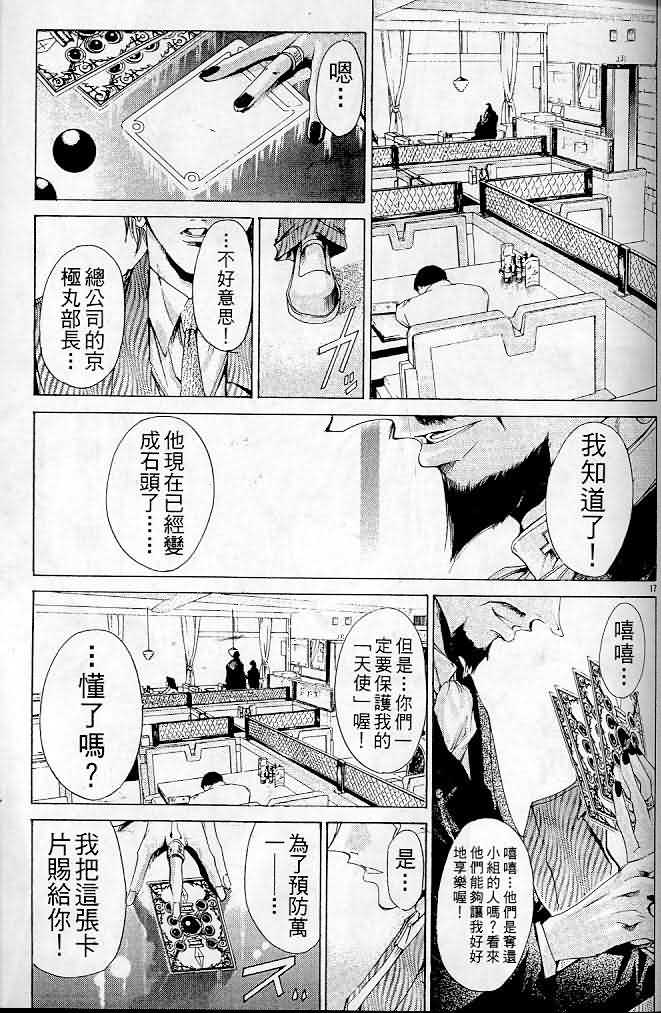 嗯…
…不好意思！
總公司的京
極丸部長…
ガッ
我知道了！
他現在已經變
成石頭了……
17
嘻嘻…
嘻嘻…他們是奪還
小組的人嗎？看來
他們能夠讓我好好
地享樂喔！
但是…你們一
定要保護我的
「天使」喔！
…懂了嗎？
是…
為了預防萬
一……
スッ
我把這張卡
片賜給你！